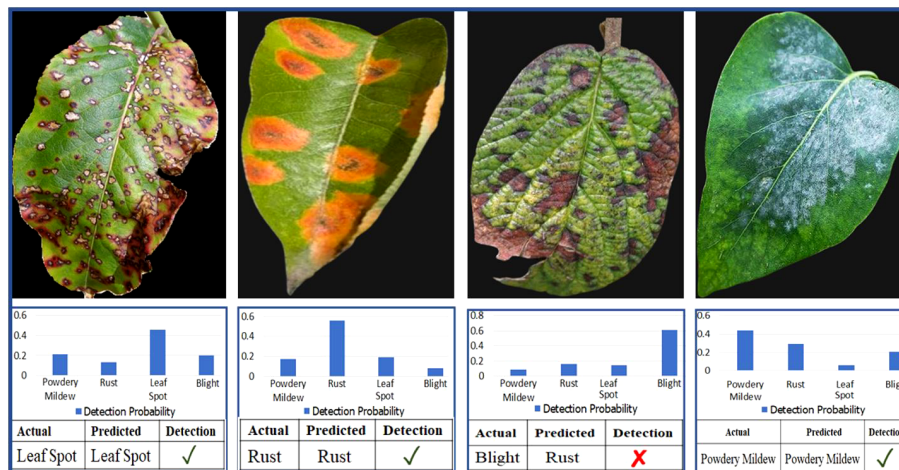 0.6
0.4
0.2
0
Powdery Mildew Rust Leaf Spot Blight
Detection Probability
Actual Predicted Detection
Leaf Spot Leaf Spot ✓
0.6
0.4
0.2
0
Powdery Mildew Rust Leaf Spot Blight
Detection Probability
Actual Predicted Detection
Rust Rust ✓
0.8
0.6
0.4
0.2
0
Powdery Mildew Rust Leaf Spot Blight
Detection Probability
Actual Predicted Detection
Blight Rust ✗
0.6
0.4
0.2
0
Powdery Mildew Rust Leaf Spot Bligh
Detection Probability
Actual Predicted Detection
Powdery Mildew Powdery Mildew ✓